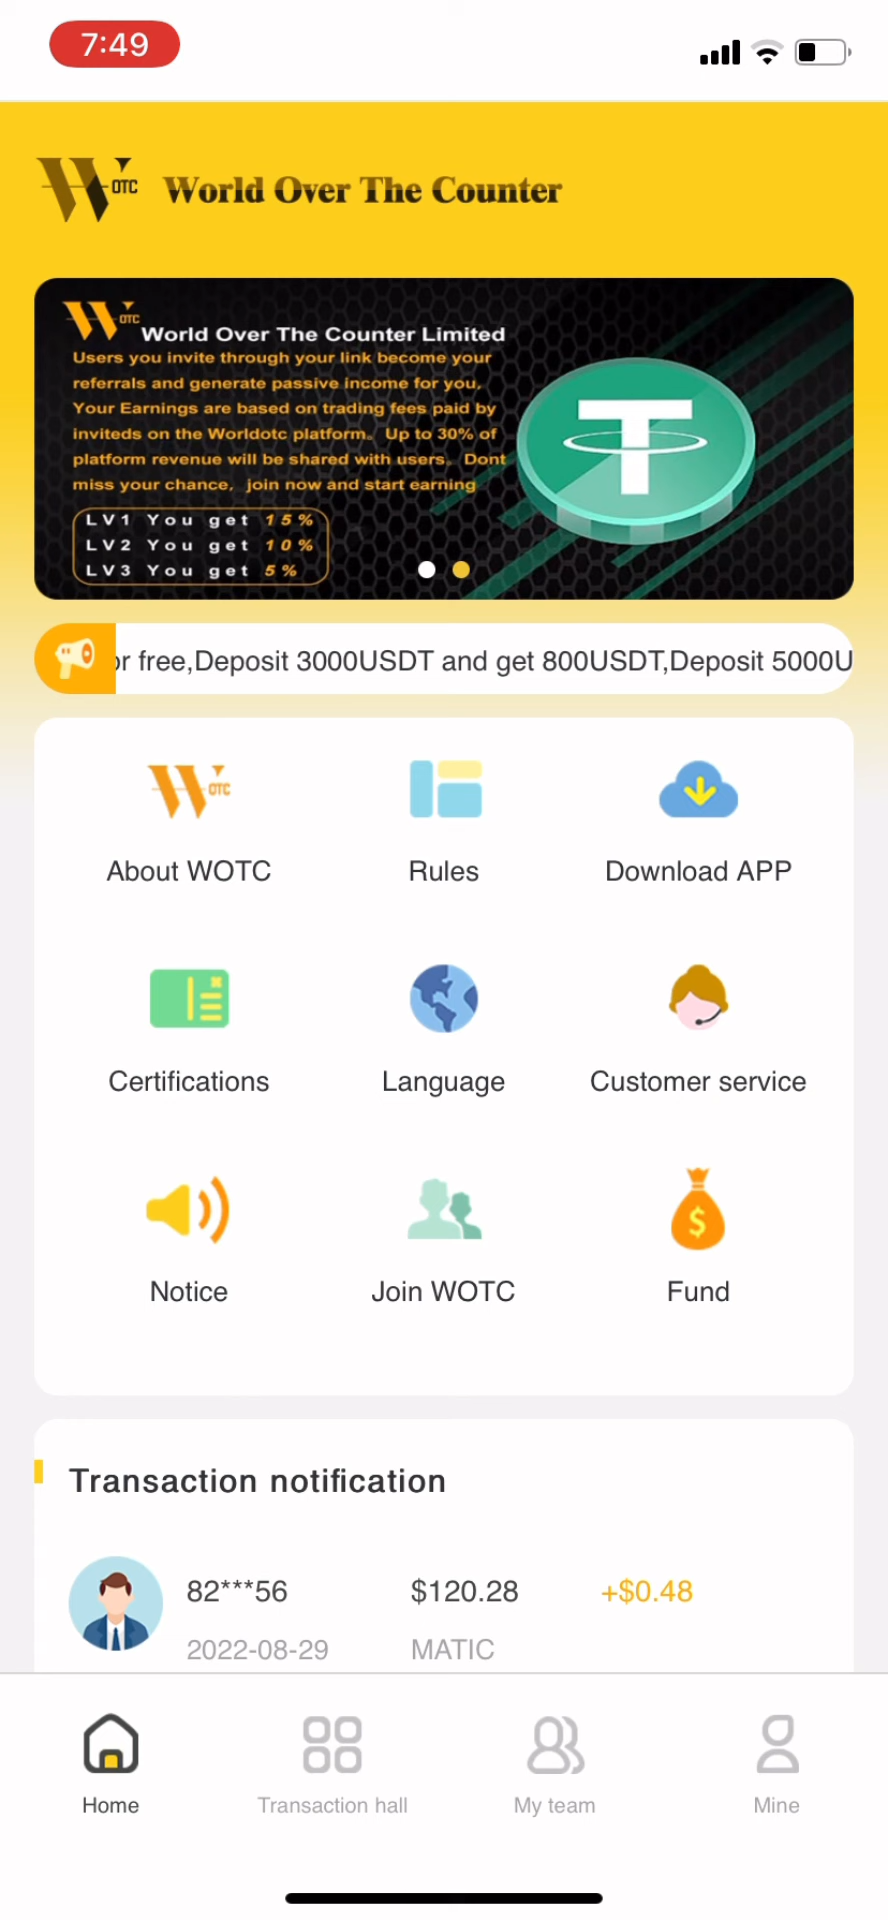 7:49
W OTC World Over The Counter
W OTC
World Over The Counter Limited
Users you invite through your link become your
referrals and generate passive income for you,
Your Earnings are based on trading fees paid by
inviteds on the Worldotc platform。 Up to 30% of
platform revenue will be shared with users。 Dont
miss your chance， join now and start earning
LV1 You get 15%
LV2 You get 10%
LV3 You get 5%
or free,Deposit 3000USDT and get 800USDT,Deposit 5000U
W OTC
About WOTC Rules Download APP
Certifications Language Customer service
$
Notice Join WOTC Fund
Transaction notification
82***56 $120.28 +$0.48
2022-08-29 MATIC
Home Transaction hall My team Mine